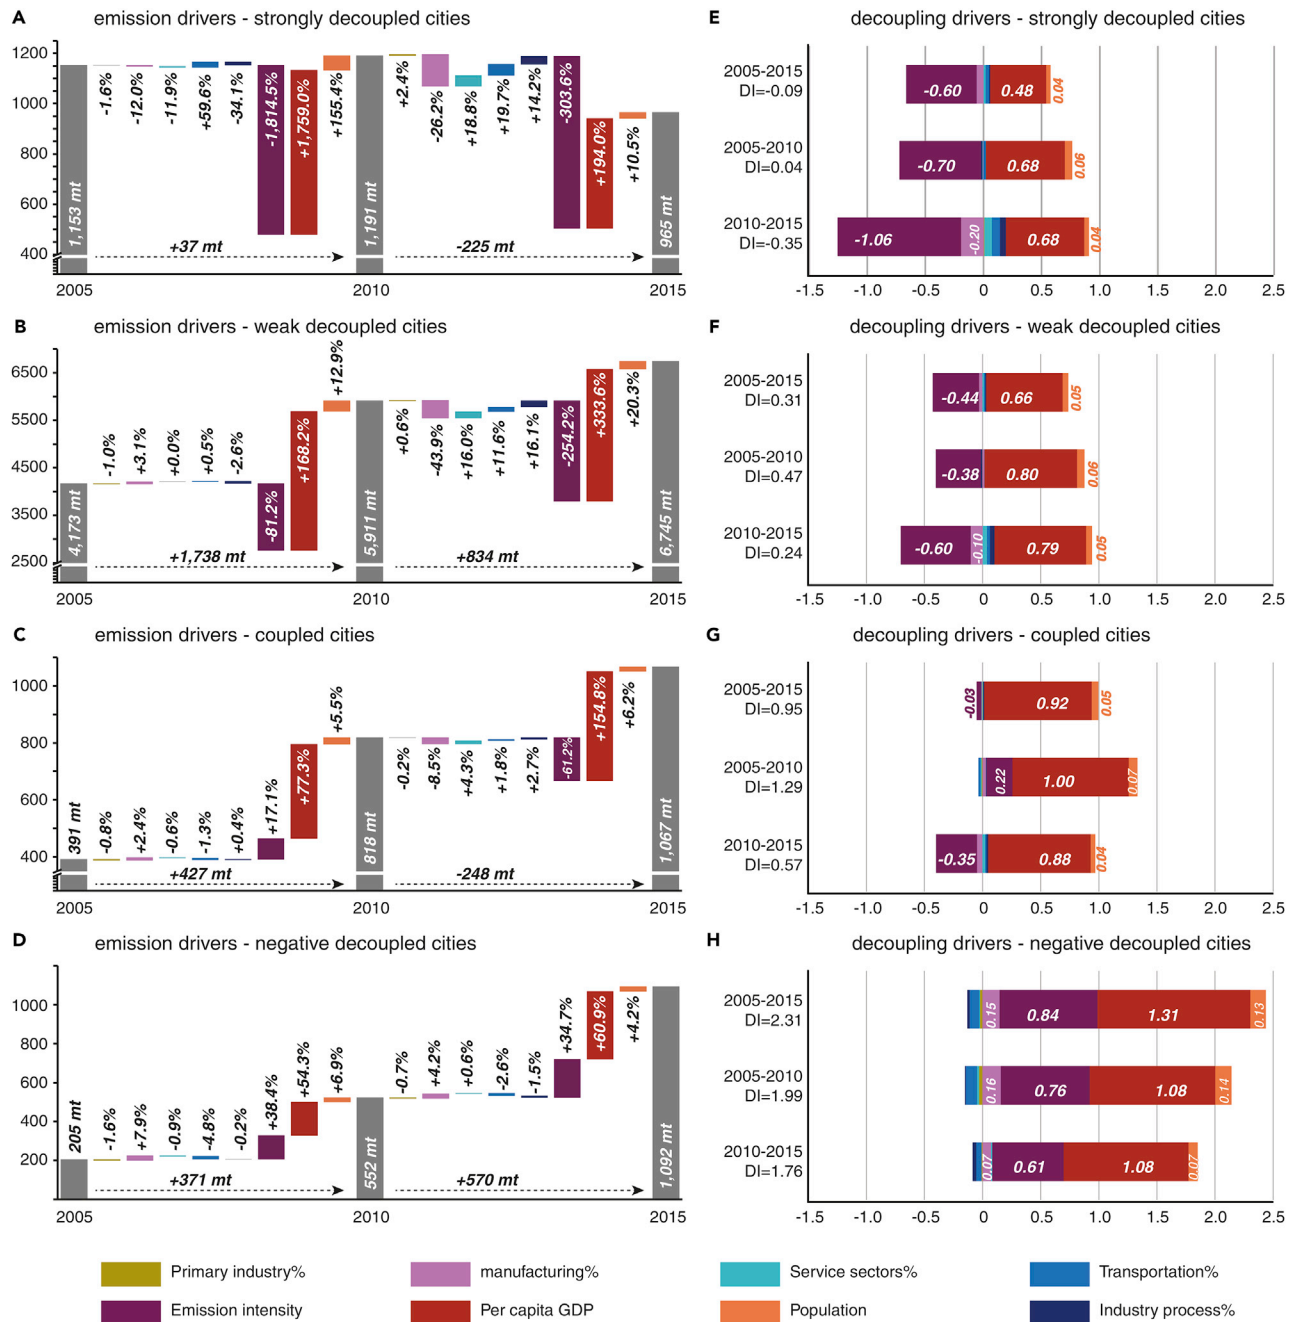 A emission drivers - strongly decoupled cities
1200
1000
800
600
400
1,153 mt
-1.6%
-12.0%
-11.9%
+59.6%
-34.1%
-1,814.5%
+1,759.0%
+155.4%
1,191 mt
+2.4%
-26.2%
+18.8%
+19.7%
+14.2%
-303.6%
+194.0%
+10.5%
965 mt
+37 mt
-225 mt
2005 2010 2015
B emission drivers - weak decoupled cities
6500
5500
4500
3500
2500
4,173 mt
-1.0%
+3.1%
+0.0%
+0.5%
-2.6%
-81.2%
+168.2%
+12.9%
5,911 mt
+0.6%
-43.9%
+16.0%
+11.6%
+16.1%
-254.2%
+333.6%
+20.3%
6,745 mt
+1,738 mt
+834 mt
2005 2010 2015
C emission drivers - coupled cities
1000
800
600
400
391 mt
-0.8%
+2.4%
-0.6%
-1.3%
+0.4%
+17.1%
+77.3%
+5.5%
818 mt
-0.2%
-8.5%
+4.3%
+1.8%
+2.7%
-61.2%
+154.8%
+6.2%
1,067 mt
+427 mt
-248 mt
2005 2010 2015
D emission drivers - negative decoupled cities
1000
800
600
400
200
205 mt
-1.6%
+7.9%
-0.9%
-4.8%
-0.2%
+38.4%
+54.3%
+6.9%
552 mt
-0.7%
+4.2%
+0.6%
-2.6%
-1.5%
+34.7%
+60.9%
+4.2%
1,092 mt
+371 mt
+570 mt
2005 2010 2015
E decoupling drivers - strongly decoupled cities
2005-2015
DI=-0.09
-0.60 0.48 0.04
2005-2010
DI=0.04
-0.70 0.68 0.06
2010-2015
DI=-0.35
-1.06 -0.20 0.68 0.04
-1.5 -1.0 -0.5 0 0.5 1.0 1.5 2.0 2.5
F decoupling drivers - weak decoupled cities
2005-2015
DI=0.31
-0.44 0.66 0.05
2005-2010
DI=0.47
-0.38 0.80 0.06
2010-2015
DI=0.24
-0.60 -0.10 0.79 0.05
-1.5 -1.0 -0.5 0 0.5 1.0 1.5 2.0 2.5
G decoupling drivers - coupled cities
2005-2015
DI=0.95
-0.03 0.92 0.05
2005-2010
DI=1.29
0.22 1.00 0.07
2010-2015
DI=0.57
-0.35 0.88 0.04
-1.5 -1.0 -0.5 0 0.5 1.0 1.5 2.0 2.5
H decoupling drivers - negative decoupled cities
2005-2015
DI=2.31
0.15 0.84 1.31 0.13
2005-2010
DI=1.99
0.16 0.76 1.08 0.14
2010-2015
DI=1.76
0.07 0.61 1.08 0.07
-1.5 -1.0 -0.5 0 0.5 1.0 1.5 2.0 2.5
Primary industry% manufacturing% Service sectors% Transportation%
Emission intensity Per capita GDP Population Industry process%